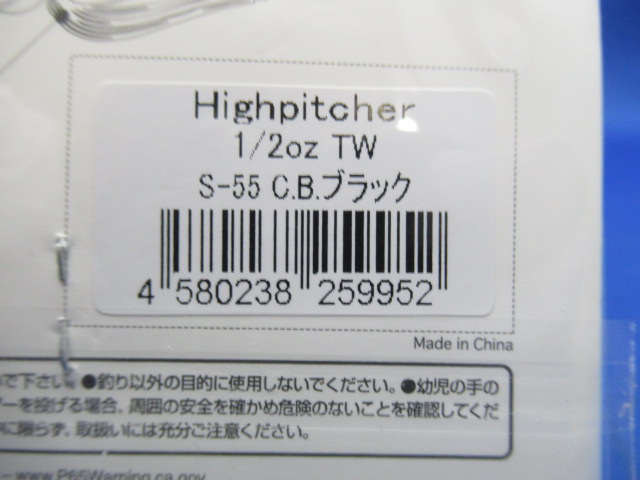 Highpitcher
1/2oz TW
S-55 C.B.ブラック
4 580238 259952
Made in China
で下さい。●釣り以外の目的に使用しないでください。●幼児の手の
アーを投げる場合、周囲の安全を確かめ危険のないことを確認してくだ
に限らず、取扱いには充分ご注意ください。
www.P65Warning.ca.gov